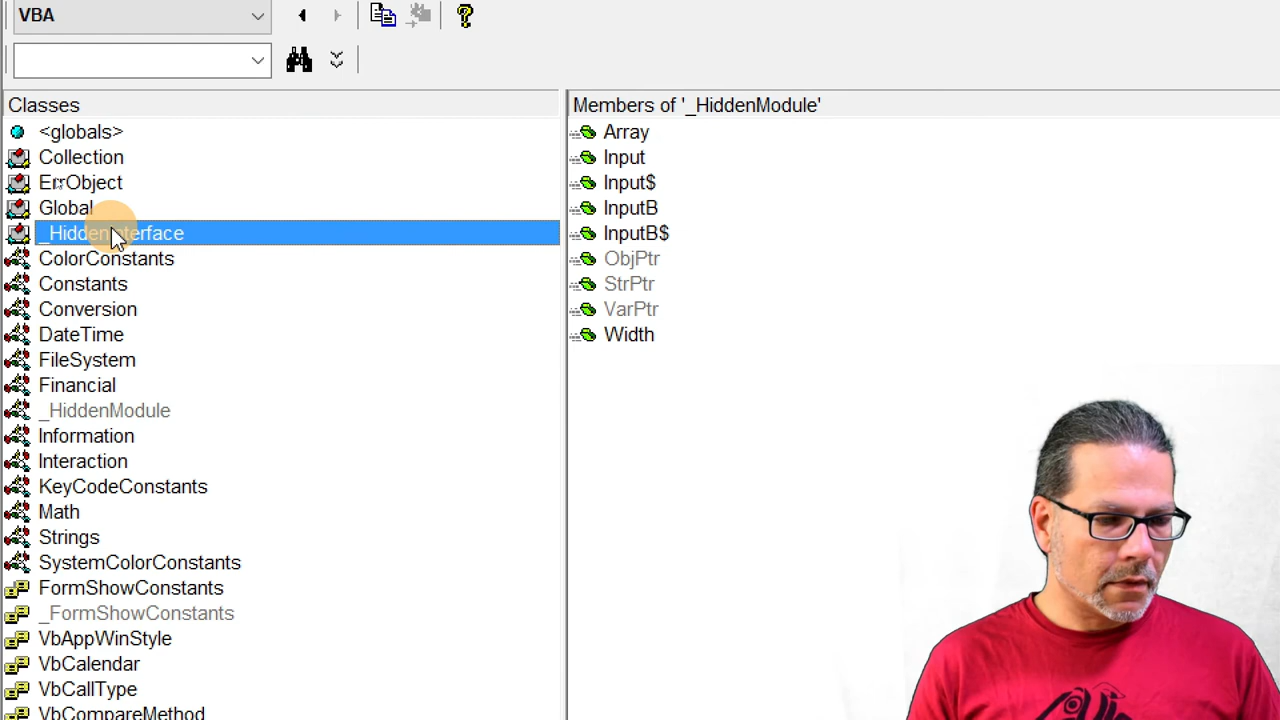 VBA
Classes
<globals>
Collection
ErrObject
Global
_HiddenInterface
ColorConstants
Constants
Conversion
DateTime
FileSystem
Financial
_HiddenModule
Information
Interaction
KeyCodeConstants
Math
Strings
SystemColorConstants
FormShowConstants
_FormShowConstants
VbAppWinStyle
VbCalendar
VbCallType
VbCompareMethod
Members of '_HiddenModule'
Array
Input
Input$
InputB
InputB$
ObjPtr
StrPtr
VarPtr
Width